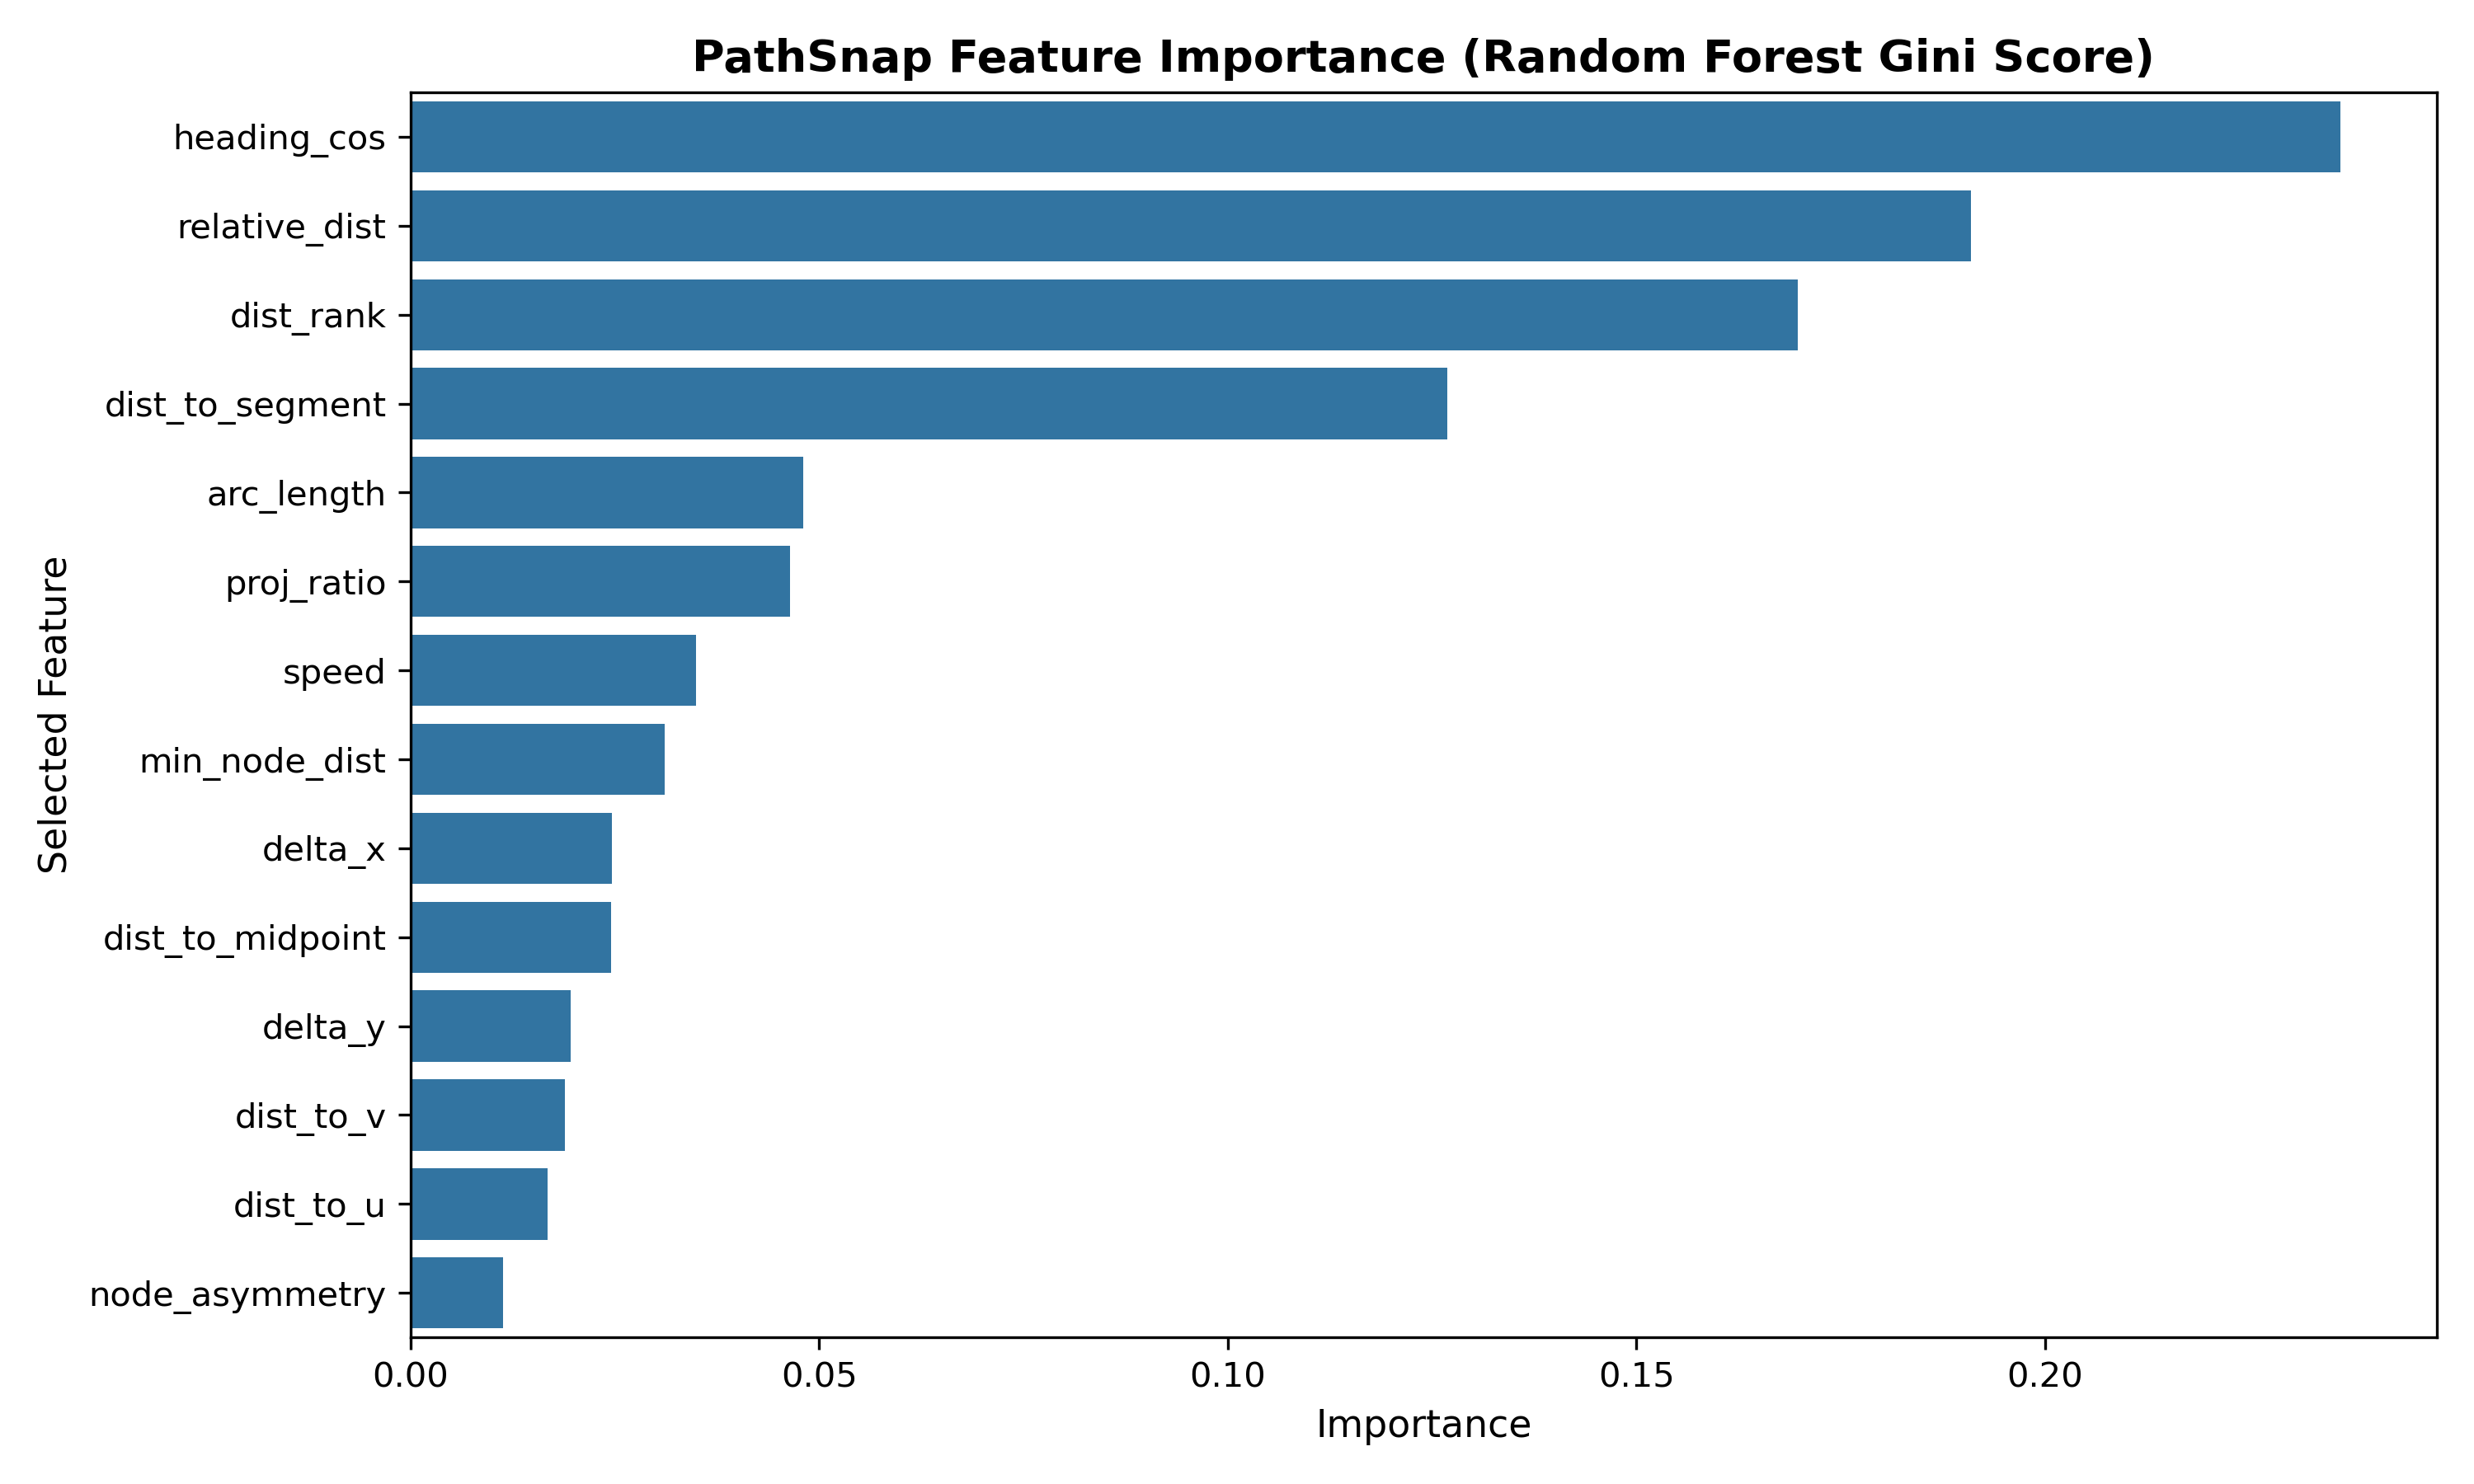 PathSnap Feature Importance (Random Forest Gini Score)
heading_cos
relative_dist
dist_rank
dist_to_segment
arc_length
proj_ratio
speed
min_node_dist
delta_x
dist_to_midpoint
delta_y
dist_to_v
dist_to_u
node_asymmetry
Selected Feature
0.00 0.05 0.10 0.15 0.20
Importance